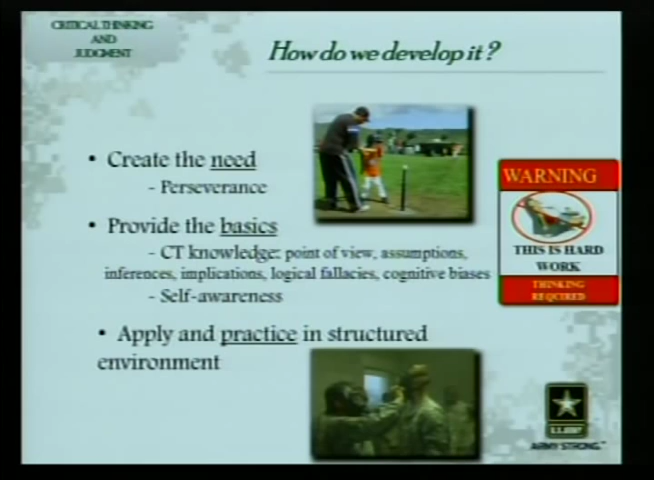 CRITICAL THINKING
AND
JUDGMENT
How do we develop it?
• Create the need
- Perseverance
• Provide the basics
- CT knowledge: point of view, assumptions,
inferences, implications, logical fallacies, cognitive biases
- Self-awareness
• Apply and practice in structured
environment
WARNING
THIS IS HARD
WORK
THINKING
REQUIRED
U.S. ARMY
ARMY STRONG.™